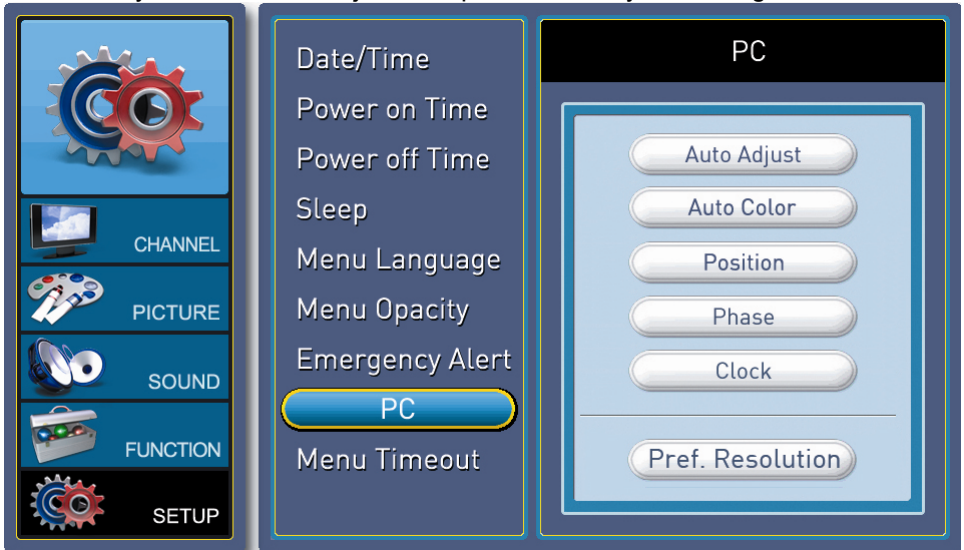 CHANNEL
PICTURE
SOUND
FUNCTION
SETUP
Date/Time
Power on Time
Power off Time
Sleep
Menu Language
Menu Opacity
Emergency Alert
PC
Menu Timeout
PC
Auto Adjust
Auto Color
Position
Phase
Clock
Pref. Resolution